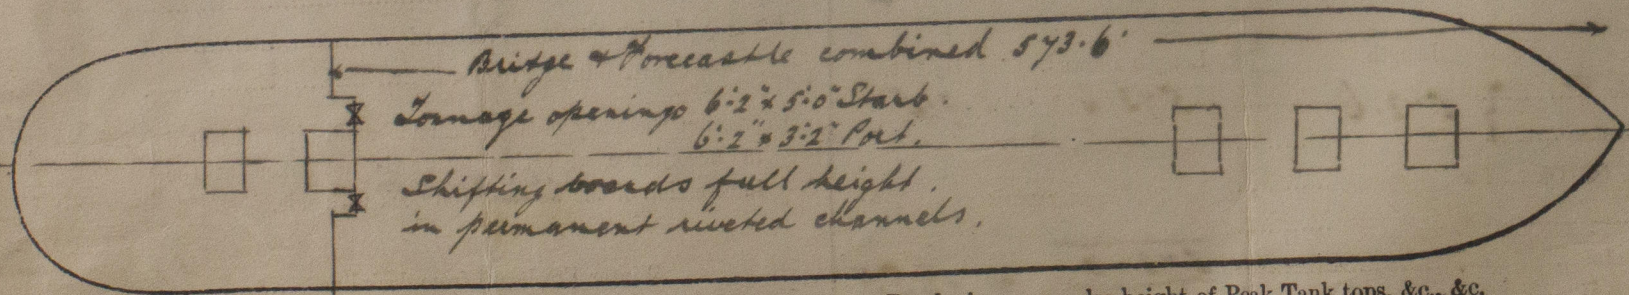 Bridge & Forecastle combined 573.6'
Tonnage openings 6'.2" x 5'.0" Starb.
6'.2" x 3'.2" Port.
Shifting boards full height.
in permanent riveted channels.
height of Peak Tank tops, &c., &c.